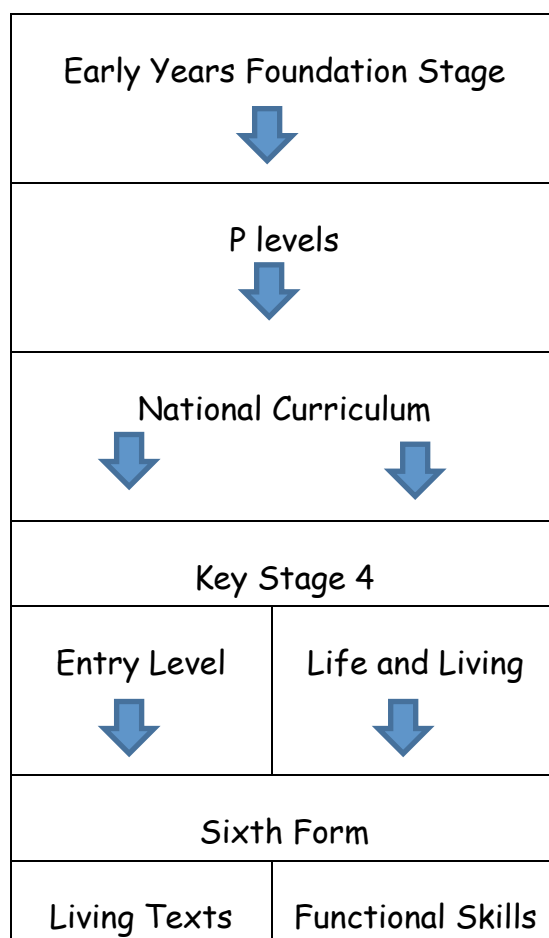 Early Years Foundation Stage
P levels
National Curriculum
Key Stage 4
Entry Level
Life and Living
Sixth Form
Living Texts
Functional Skills